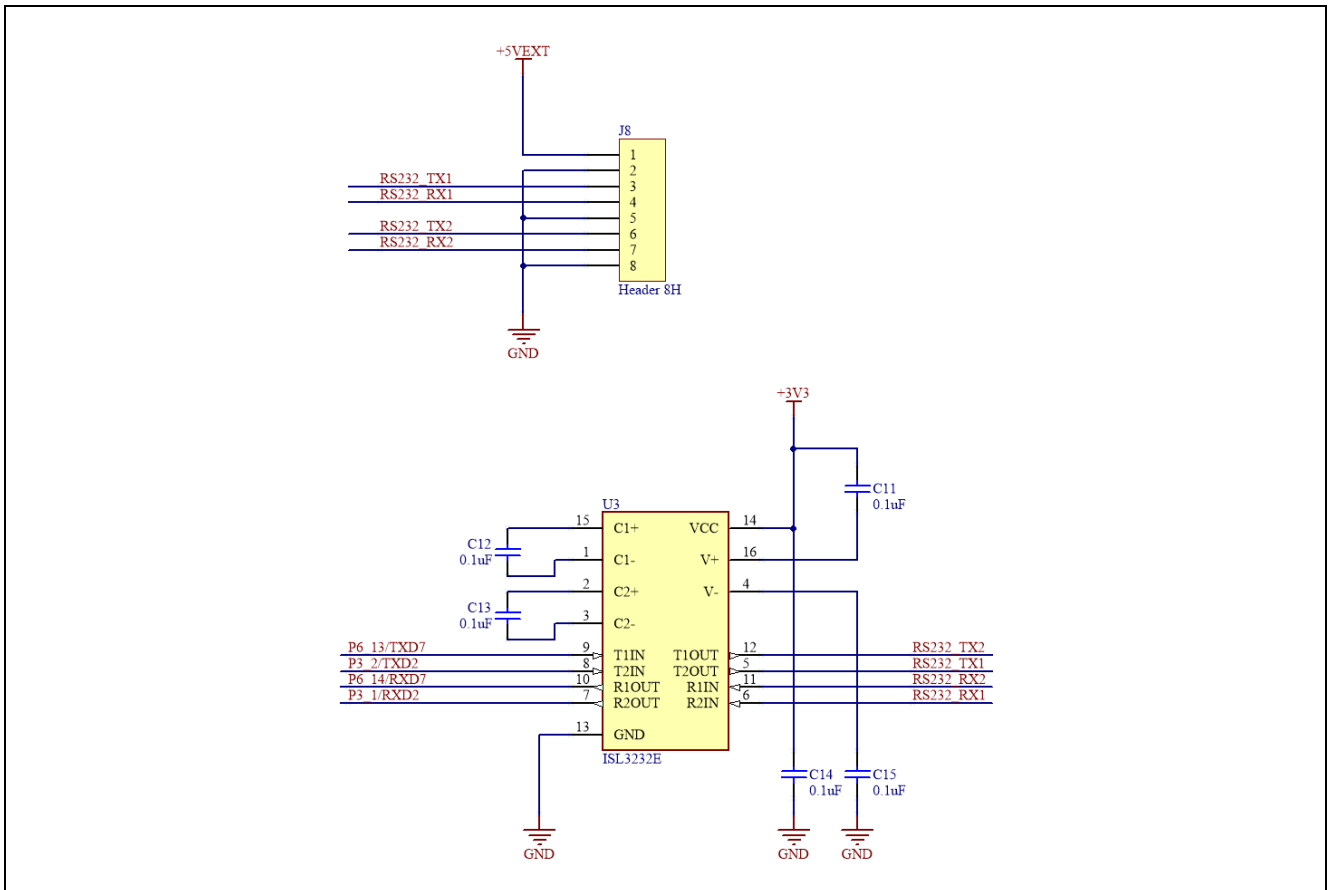 +5VEXT
J8
1
2
RS232_TX1
3
RS232_RX1
4
5
RS232_TX2
6
RS232_RX2
7
8
Header 8H
GND
+3V3
C11
0.1uF
U3
15 C1+ VCC 14
C12
0.1uF
1 C1- V+ 16
2 C2+ V- 4
C13
0.1uF
3 C2-
P6_13/TXD7 9 T1IN T1OUT 12 RS232_TX2
P3_2/TXD2 8 T2IN T2OUT 5 RS232_TX1
P6_14/RXD7 10 R1OUT R1IN 11 RS232_RX2
P3_1/RXD2 7 R2OUT R2IN 6 RS232_RX1
13 GND
ISL3232E
C14 C15
0.1uF 0.1uF
GND GND GND